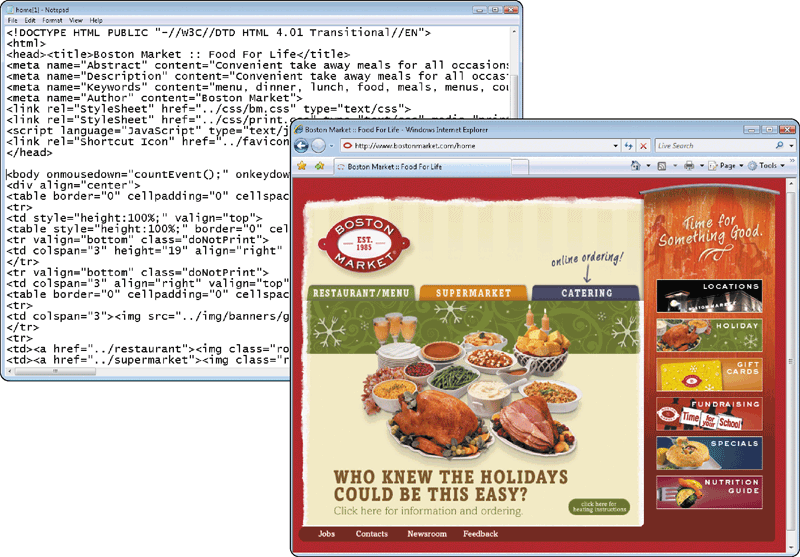 home[1] - Notepad
File Edit Format View Help
<!DOCTYPE HTML PUBLIC "-//W3C//DTD HTML 4.01 Transitional//EN">
<html>
<head><title>Boston Market :: Food For Life</title>
<meta name="Abstract" content="Convenient take away meals for all occasions
<meta name="Description" content="Convenient take away meals for all occas
<meta name="Keywords" content="menu, dinner, lunch, food, meals, menus, cou
<meta name="Author" content="Boston Market">
<link rel="StyleSheet" href="../css/bm.css" type="text/css">
<link rel="StyleSheet" href="../css/print.css" type="text/css" media="prin
<script language="JavaScript" type="text/j
<link rel="Shortcut Icon" href="../favico
</head>
<body onmousedown="countEvent();" onkeydow
<div align="center">
<table border="0" cellpadding="0" cellspac
<tr>
<td style="height:100%;" valign="top">
<table style="height:100%;" border="0" cel
<tr valign="bottom" class="doNotPrint">
<td colspan="3" height="19" align="right"
</tr>
<tr valign="bottom" class="doNotPrint">
<td colspan="3" align="right" valign="top"
<table border="0" cellpadding="0" cellspac
<tr>
<td colspan="3"><img src="../img/banners/g
</tr>
<tr>
<td><a href="../restaurant"><img class="ro
<td><a href="../supermarket"><img class="r
Boston Market :: Food For Life - Windows Internet Explorer
http://www.bostonmarket.com/home
Live Search
Boston Market :: Food For Life
Page
Tools
BOSTON
EST.
1985
MARKET
online ordering!
RESTAURANT/MENU
SUPERMARKET
CATERING
Time for
Something Good.
LOCATIONS
HOLIDAY
GIFT
CARDS
FUNDRAISING
Time for your School
SPECIALS
NUTRITION
GUIDE
WHO KNEW THE HOLIDAYS
COULD BE THIS EASY?
Click here for information and ordering.
click here for
heating instructions
Jobs Contacts Newsroom Feedback